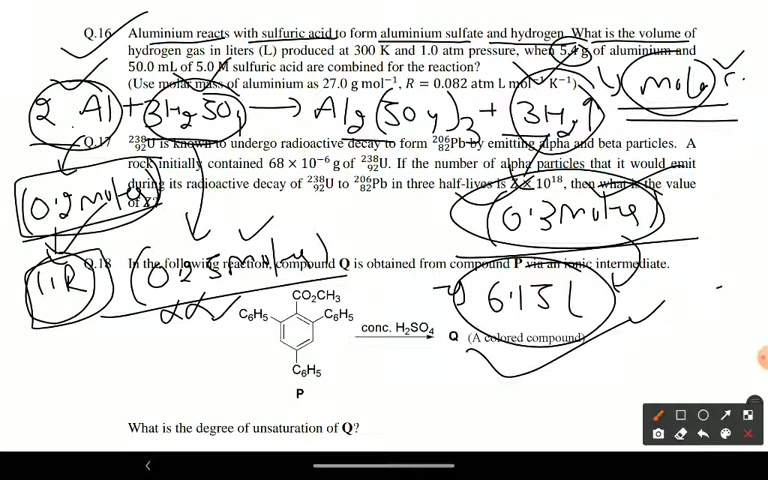 Q.16 Aluminium reacts with sulfuric acid to form aluminium sulfate and hydrogen. What is the volume of
hydrogen gas in liters (L) produced at 300 K and 1.0 atm pressure, when 5.4 g of aluminium and
50.0 mL of 5.0 M sulfuric acid are combined for the reaction?
(Use molar mass of aluminium as 27.0 g mol⁻¹, R = 0.082 atm L mol⁻¹ K⁻¹)
molar
2 Al + 3H2SO4 → Al2(SO4)3 + 3H2↑
Q.17 ²³⁸₉₂U is known to undergo radioactive decay to form ²⁰⁶₈₂Pb by emitting alpha and beta particles. A
rock initially contained 68 × 10⁻⁶ g of ²³⁸₉₂U. If the number of alpha particles that it would emit
during its radioactive decay of ²³⁸₉₂U to ²⁰⁶₈₂Pb in three half-lives is Z × 10¹⁸, then what is the value
of Z?
0.2 moles
0.3 moles
Q.18 In the following reaction, compound Q is obtained from compound P via an ionic intermediate.
L.R
0.25 moles
6.15 L
CO₂CH₃
C₆H₅ C₆H₅
conc. H₂SO₄
Q (A colored compound)
C₆H₅
P
What is the degree of unsaturation of Q?